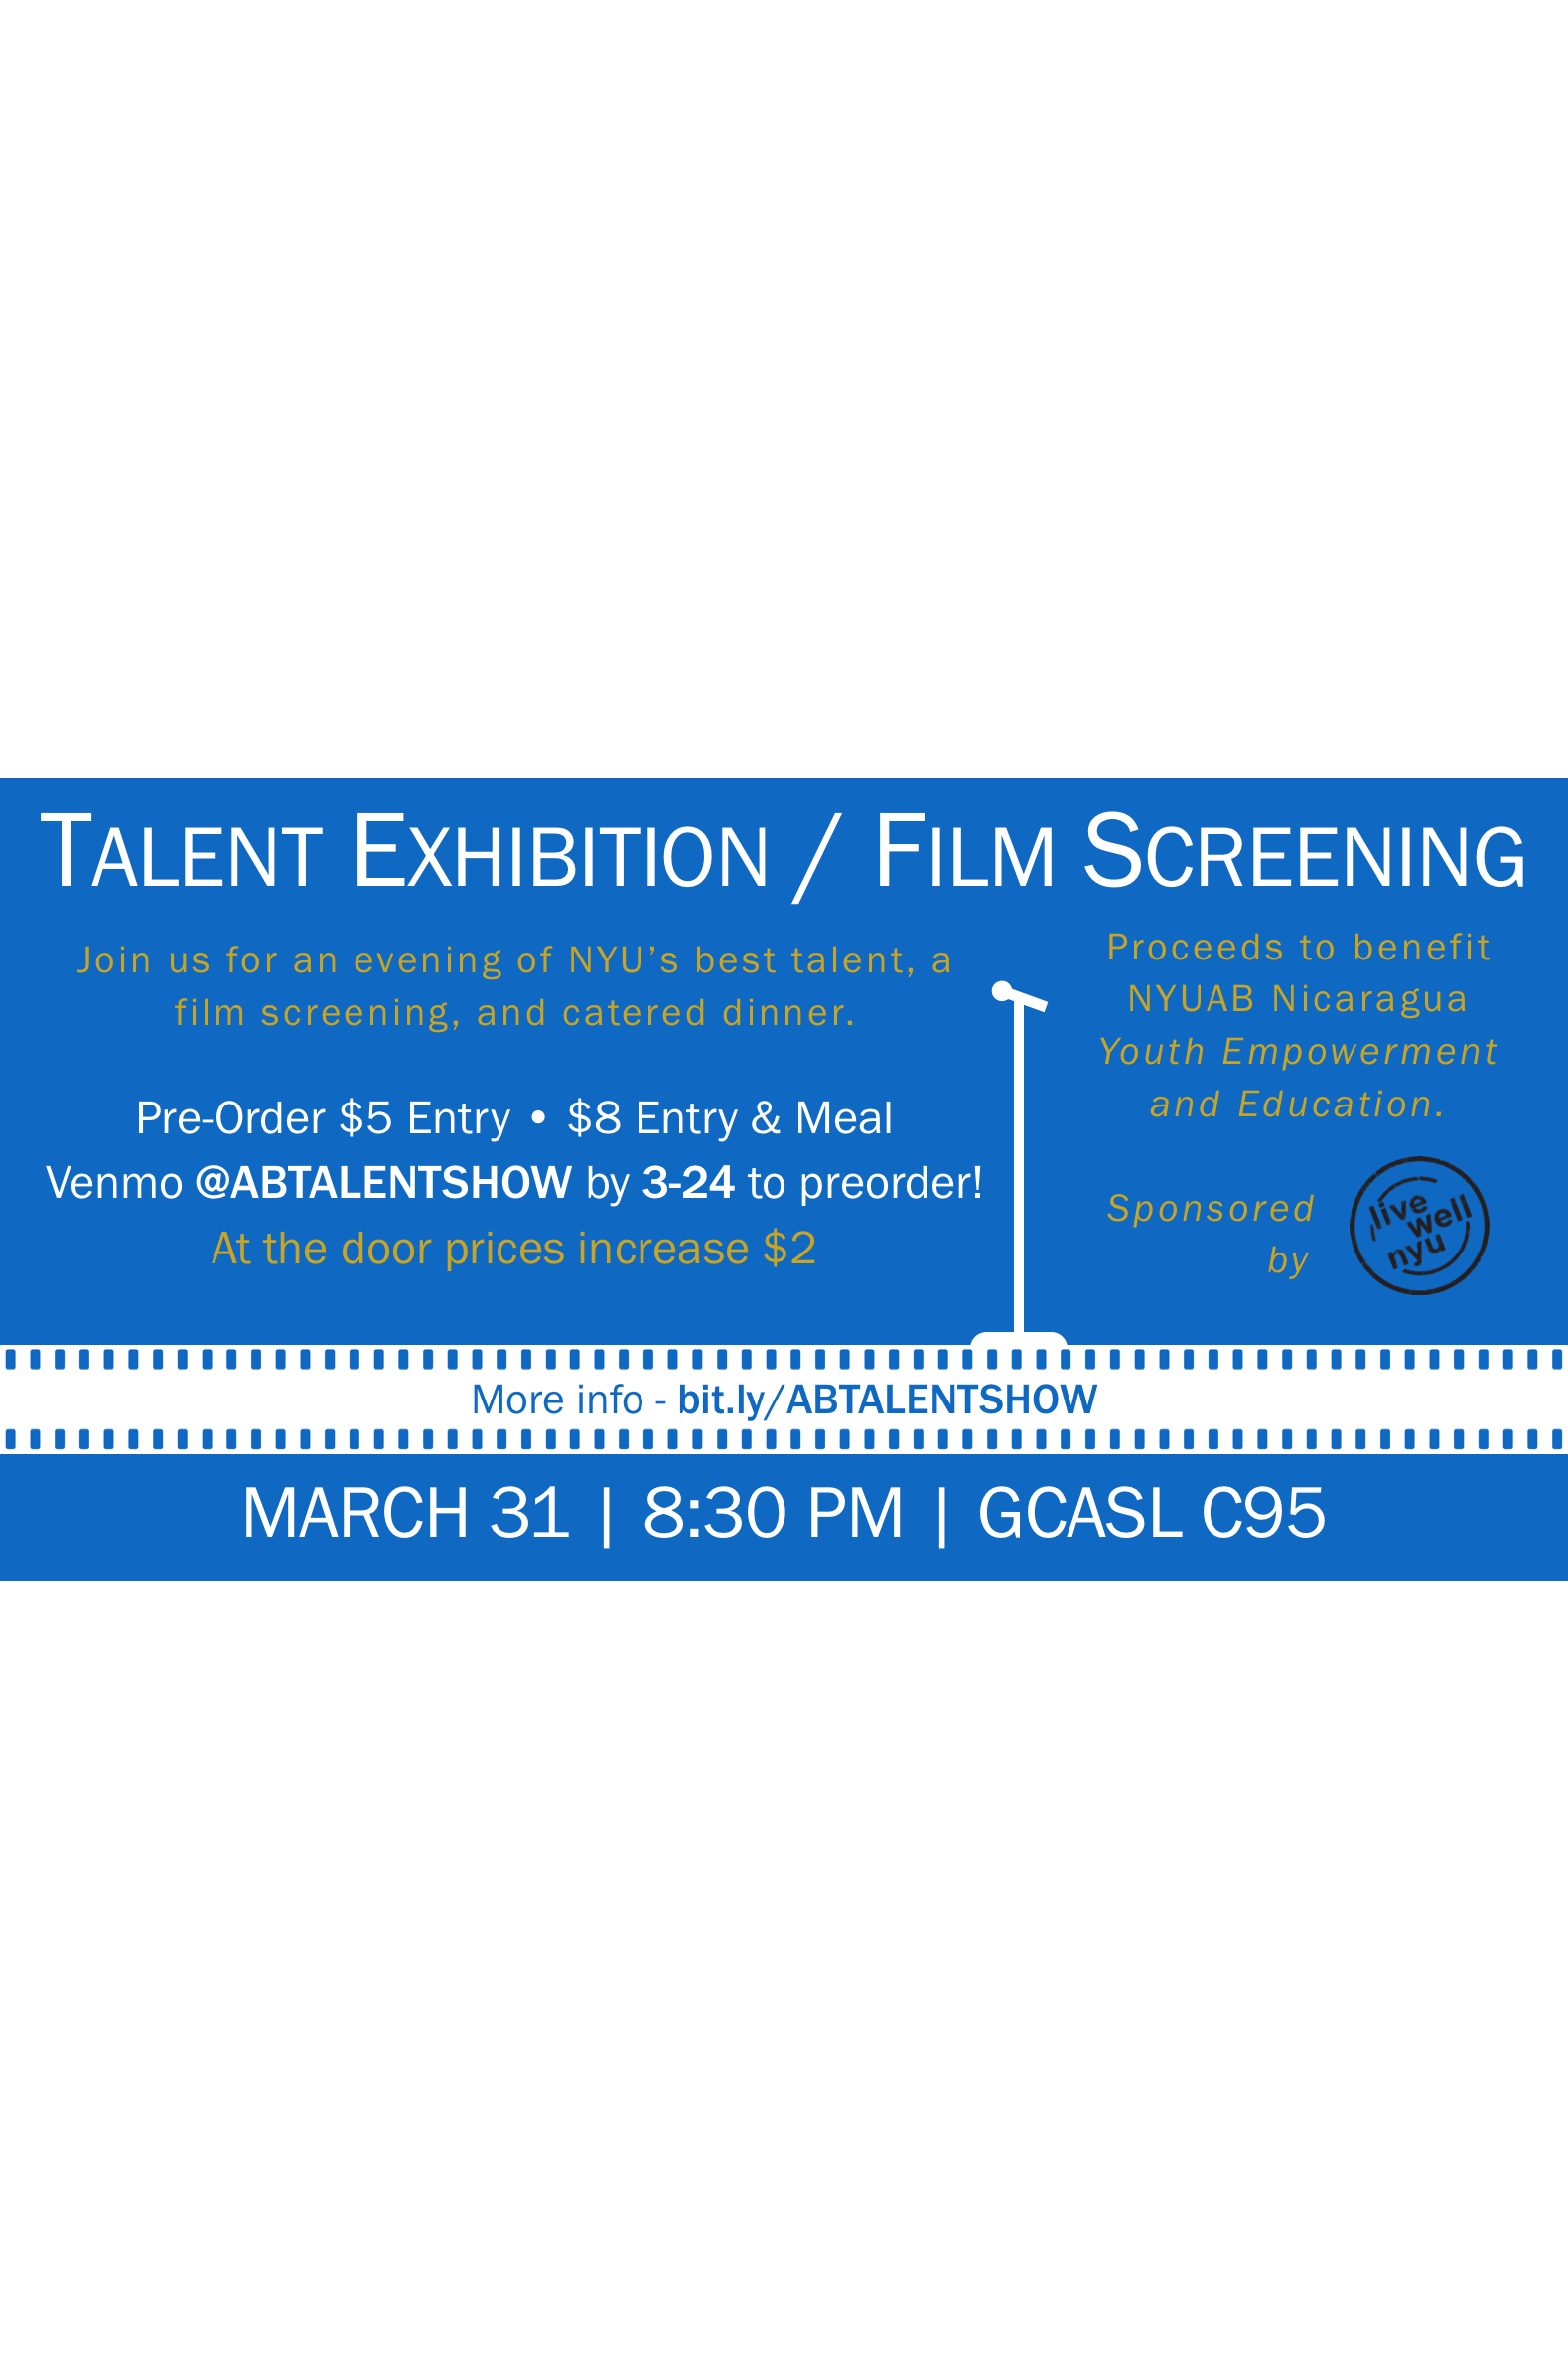 TALENT EXHIBITION / FILM SCREENING
Join us for an evening of NYU’s best talent, a
film screening, and catered dinner.
Pre-Order $5 Entry • $8 Entry & Meal
Venmo @ABTALENTSHOW by 3-24 to preorder!
At the door prices increase $2
Proceeds to benefit
NYUAB Nicaragua
Youth Empowerment
and Education.
Sponsored
by
live
well
nyu
More info - bit.ly/ABTALENTSHOW
MARCH 31 | 8:30 PM | GCASL C95